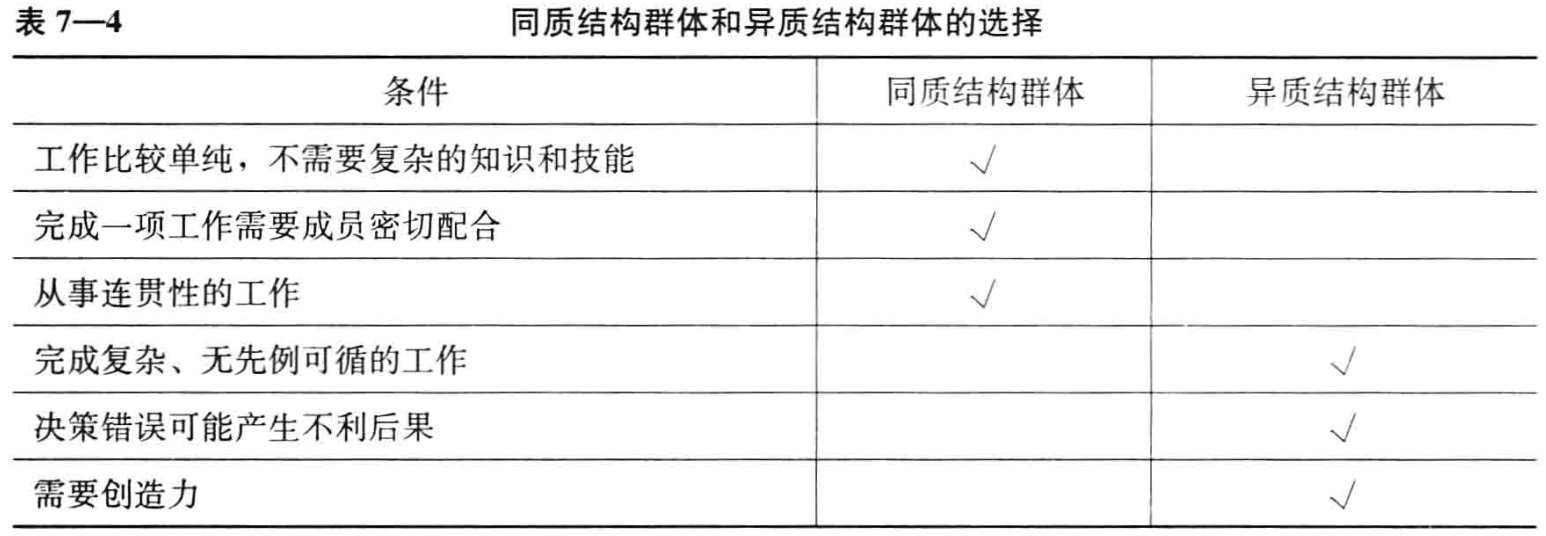 表 7—4 同质结构群体和异质结构群体的选择
条件 同质结构群体 异质结构群体
工作比较单纯，不需要复杂的知识和技能 √
完成一项工作需要成员密切配合 √
从事连贯性的工作 √
完成复杂、无先例可循的工作 √
决策错误可能产生不利后果 √
需要创造力 √